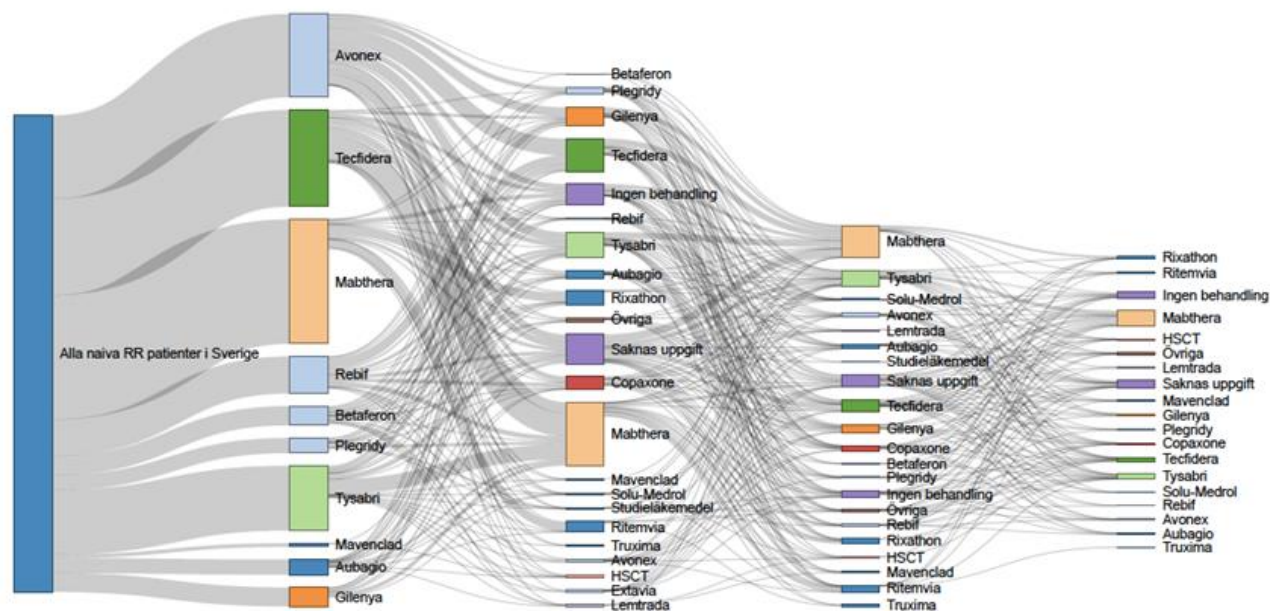 Alla naiva RR patienter i Sverige
Avonex
Tecfidera
Mabthera
Rebif
Betaferon
Plegridy
Tysabri
Mavenclad
Aubagio
Gilenya
Betaferon
Plegridy
Gilenya
Tecfidera
Ingen behandling
Rebif
Tysabri
Aubagio
Rixathon
Övriga
Saknas uppgift
Copaxone
Mabthera
Mavenclad
Solu-Medrol
Studieläkemedel
Ritemvia
Truxima
Avonex
HSCT
Extavia
Lemtrada
Mabthera
Tysabri
Solu-Medrol
Avonex
Lemtrada
Aubagio
Studieläkemedel
Saknas uppgift
Tecfidera
Gilenya
Copaxone
Betaferon
Plegridy
Ingen behandling
Övriga
Rebif
Rixathon
HSCT
Mavenclad
Ritemvia
Truxima
Rixathon
Ritemvia
Ingen behandling
Mabthera
HSCT
Övriga
Lemtrada
Saknas uppgift
Mavenclad
Gilenya
Plegridy
Copaxone
Tecfidera
Tysabri
Solu-Medrol
Rebif
Avonex
Aubagio
Truxima